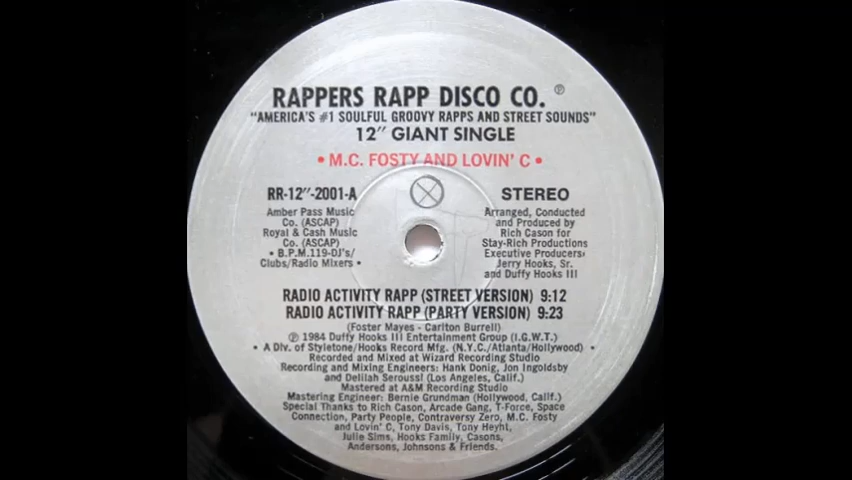 RAPPERS RAPP DISCO CO. ℗
"AMERICA'S #1 SOULFUL GROOVY RAPPS AND STREET SOUNDS"
12" GIANT SINGLE
• M.C. FOSTY AND LOVIN' C •
RR-12"-2001-A
Amber Pass Music
Co. (ASCAP)
Royal & Cash Music
Co. (ASCAP)
• B.P.M.119-DJ's/
Clubs/Radio Mixers •
STEREO
Arranged, Conducted
and Produced by
Rich Cason for
Stay-Rich Productions
Executive Producers:
Jerry Hooks, Sr.
and Duffy Hooks III
RADIO ACTIVITY RAPP (STREET VERSION) 9:12
RADIO ACTIVITY RAPP (PARTY VERSION) 9:23
(Foster Mayes - Carlton Burrell)
℗ 1984 Duffy Hooks III Entertainment Group (I.G.W.T.)
• A Div. of Styletone/Hooks Record Mfg. (N.Y.C./Atlanta/Hollywood) •
Recorded and Mixed at Wizard Recording Studio
Recording and Mixing Engineers: Hank Donig, Jon Ingoldsby
and Delilah Seroussi (Los Angeles, Calif.)
Mastered at A&M Recording Studio
Mastering Engineer: Bernie Grundman (Hollywood, Calif.)
Special Thanks to Rich Cason, Arcade Gang, T-Force, Space
Connection, Party People, Contraversy Zero, M.C. Fosty
and Lovin' C, Tony Davis, Tony Heyht,
Julie Sims, Hooks Family, Casons,
Andersons, Johnsons & Friends.